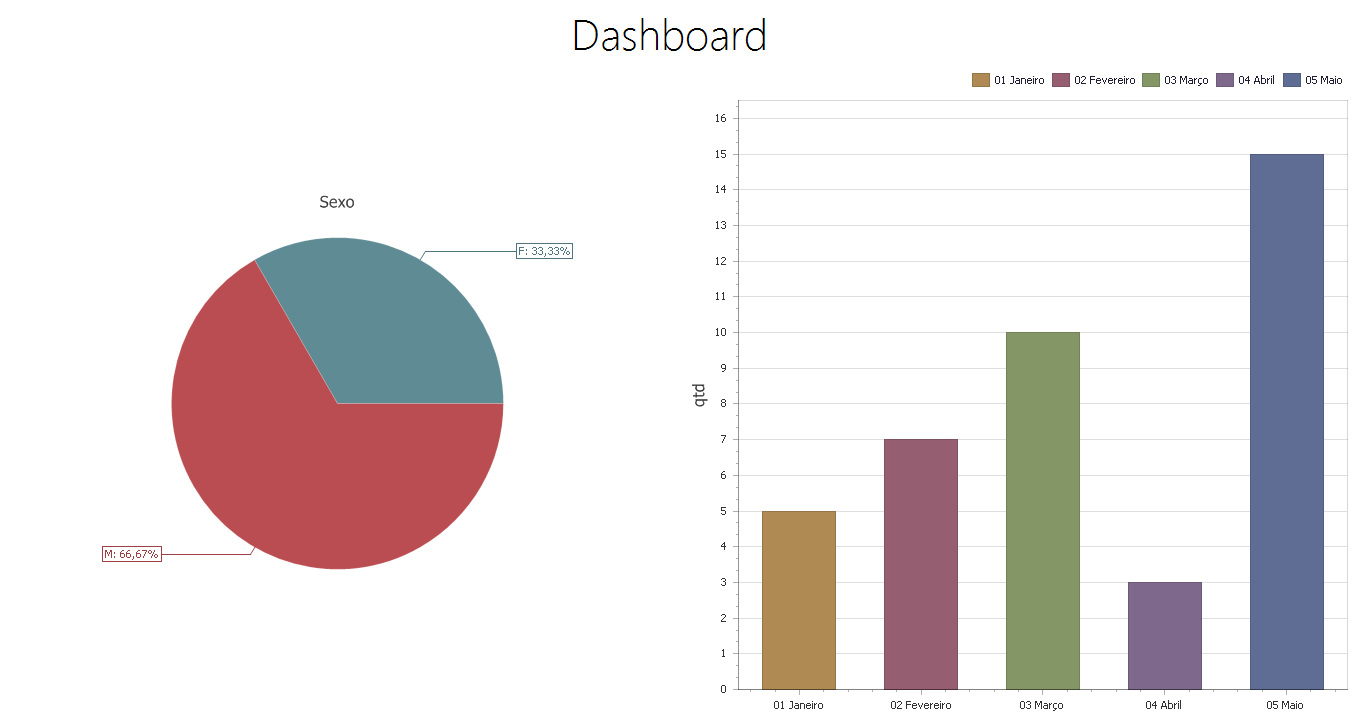 Dashboard
Sexo
F: 33,33%
M: 66,67%
01 Janeiro 02 Fevereiro 03 Março 04 Abril 05 Maio
qtd
16
15
14
13
12
11
10
9
8
7
6
5
4
3
2
1
0
01 Janeiro 02 Fevereiro 03 Março 04 Abril 05 Maio